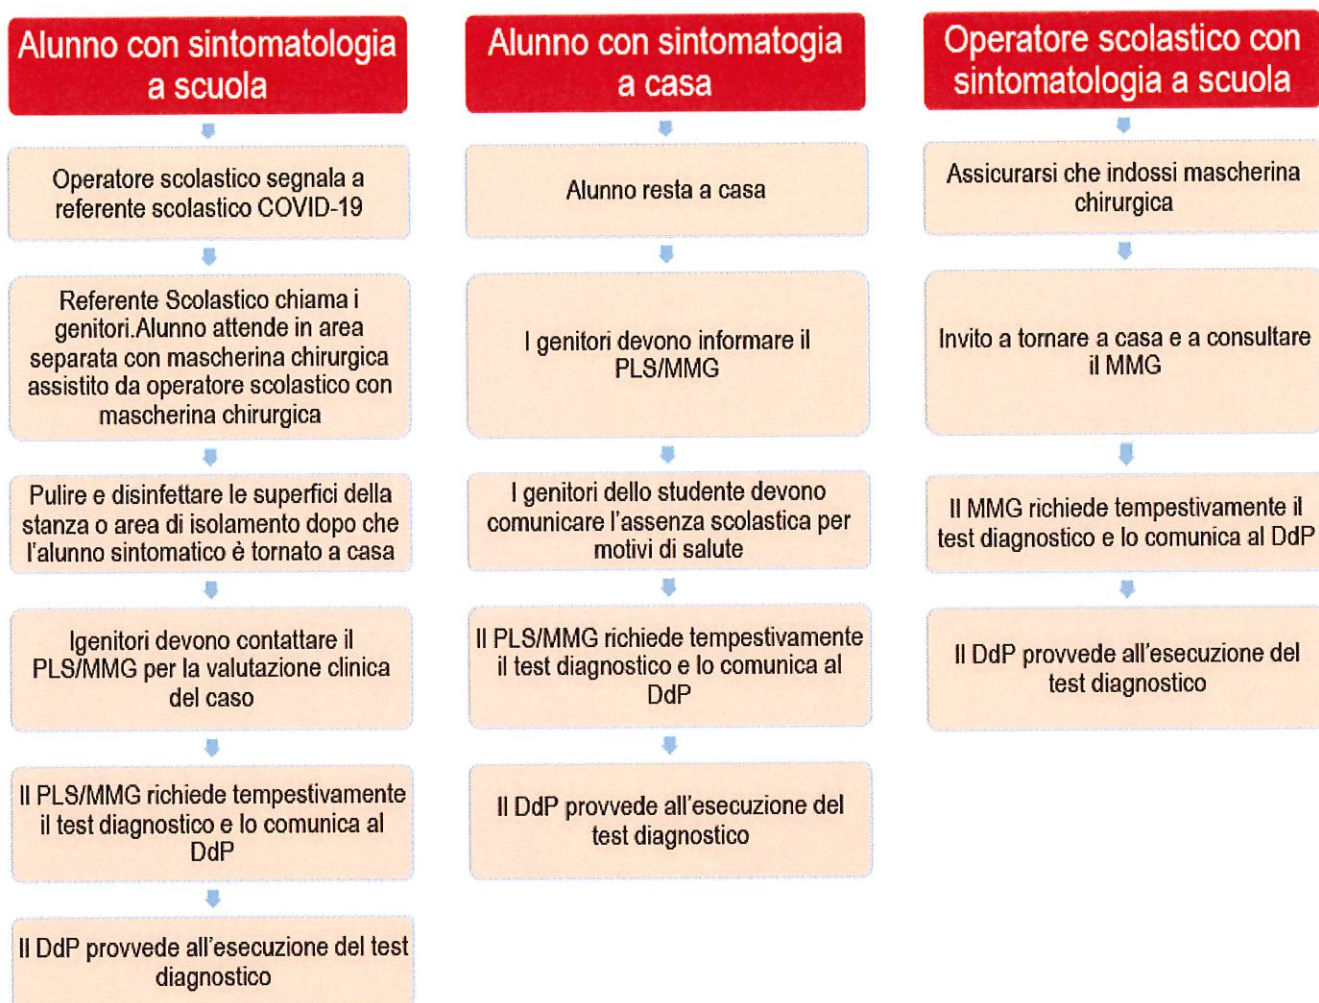 Alunno con sintomatologia
a scuola
Operatore scolastico segnala a
referente scolastico COVID-19
Referente Scolastico chiama i
genitori.Alunno attende in area
separata con mascherina chirurgica
assistito da operatore scolastico con
mascherina chirurgica
Pulire e disinfettare le superfici della
stanza o area di isolamento dopo che
l'alunno sintomatico è tornato a casa
Igenitori devono contattare il
PLS/MMG per la valutazione clinica
del caso
Il PLS/MMG richiede tempestivamente
il test diagnostico e lo comunica al
DdP
Il DdP provvede all'esecuzione del test
diagnostico
Alunno con sintomatogia
a casa
Alunno resta a casa
I genitori devono informare il
PLS/MMG
I genitori dello studente devono
comunicare l'assenza scolastica per
motivi di salute
Il PLS/MMG richiede tempestivamente
il test diagnostico e lo comunica al
DdP
Il DdP provvede all'esecuzione del
test diagnostico
Operatore scolastico con
sintomatologia a scuola
Assicurarsi che indossi mascherina
chirurgica
Invito a tornare a casa e a consultare
il MMG
Il MMG richiede tempestivamente il
test diagnostico e lo comunica al DdP
Il DdP provvede all'esecuzione del
test diagnostico